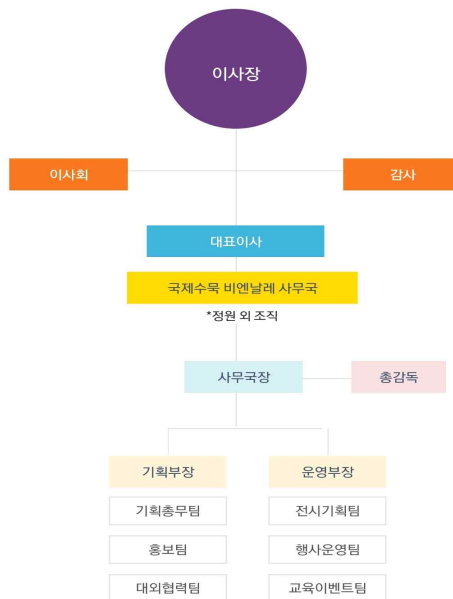 이사장
이사회
감사
대표이사
국제수묵 비엔날레 사무국
*정원 외 조직
사무국장
총감독
기획부장
운영부장
기획총무팀
전시기획팀
홍보팀
행사운영팀
대외협력팀
교육이벤트팀